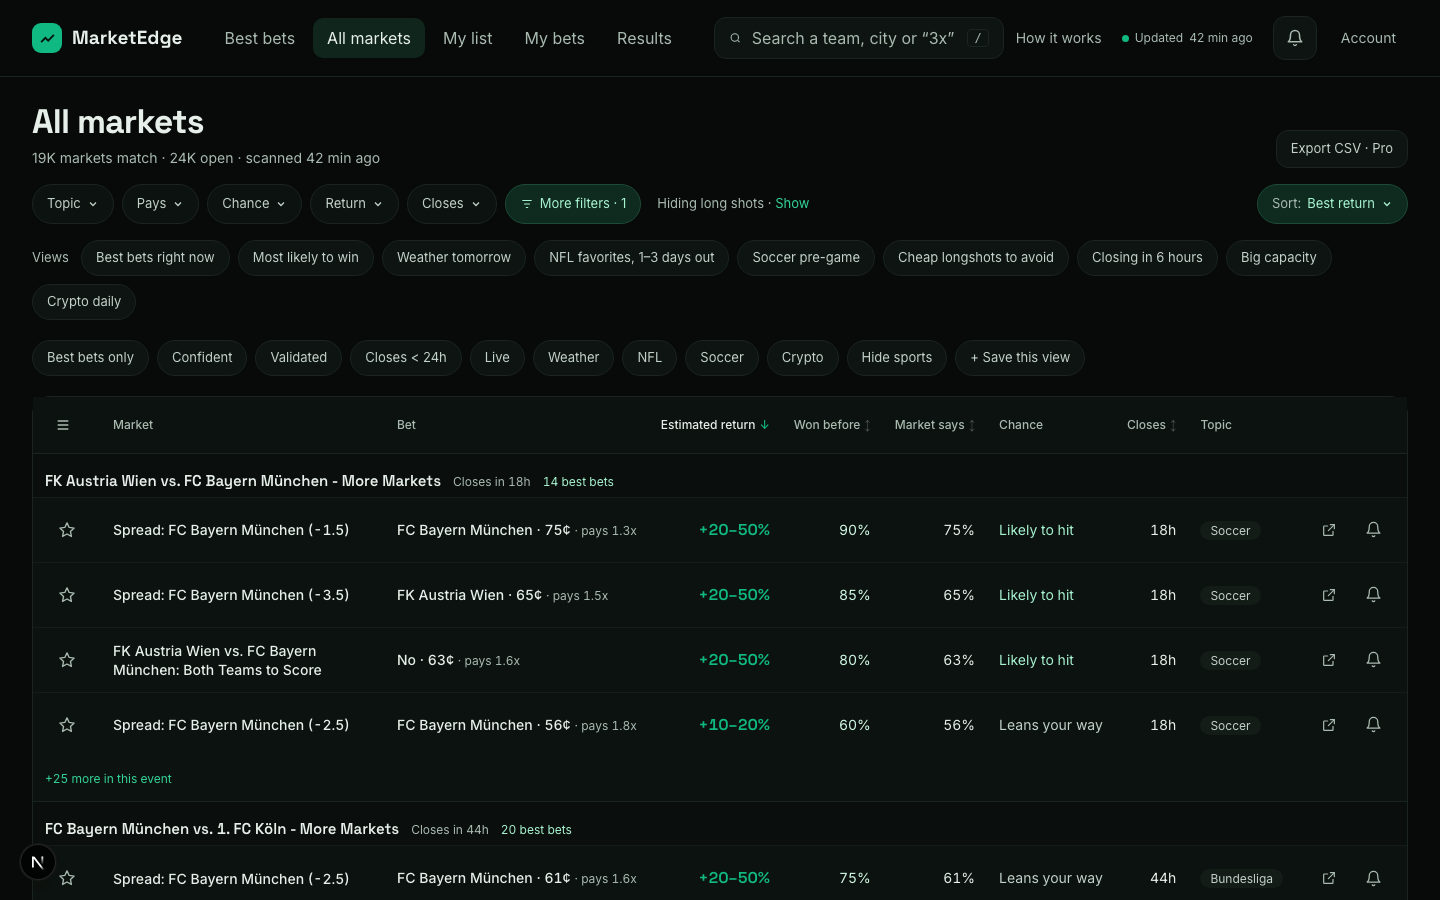 MarketEdge Best bets All markets My list My bets Results Search a team, city or “3x” / How it works Updated 42 min ago Account
All markets
19K markets match · 24K open · scanned 42 min ago
Export CSV · Pro
Topic Pays Chance Return Closes More filters · 1 Hiding long shots · Show Sort: Best return
Views Best bets right now Most likely to win Weather tomorrow NFL favorites, 1–3 days out Soccer pre-game Cheap longshots to avoid Closing in 6 hours Big capacity
Crypto daily
Best bets only Confident Validated Closes < 24h Live Weather NFL Soccer Crypto Hide sports + Save this view
Market Bet Estimated return ↓ Won before ↕ Market says ↕ Chance Closes ↕ Topic
FK Austria Wien vs. FC Bayern München - More Markets Closes in 18h 14 best bets
Spread: FC Bayern München (-1.5) FC Bayern München · 75¢ · pays 1.3x +20–50% 90% 75% Likely to hit 18h Soccer
Spread: FC Bayern München (-3.5) FK Austria Wien · 65¢ · pays 1.5x +20–50% 85% 65% Likely to hit 18h Soccer
FK Austria Wien vs. FC Bayern
München: Both Teams to Score No · 63¢ · pays 1.6x +20–50% 80% 63% Likely to hit 18h Soccer
Spread: FC Bayern München (-2.5) FC Bayern München · 56¢ · pays 1.8x +10–20% 60% 56% Leans your way 18h Soccer
+25 more in this event
FC Bayern München vs. 1. FC Köln - More Markets Closes in 44h 20 best bets
N
Spread: FC Bayern München (-2.5) FC Bayern München · 61¢ · pays 1.6x +20–50% 75% 61% Leans your way 44h Bundesliga